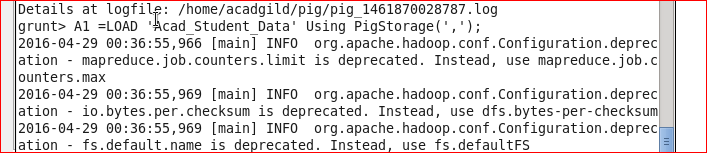 Details at logfile: /home/acadgild/pig/pig_1461870028787.log
grunt> A1 =LOAD 'Acad_Student_Data' Using PigStorage(',');
2016-04-29 00:36:55,966 [main] INFO  org.apache.hadoop.conf.Configuration.deprec
ation - mapreduce.job.counters.limit is deprecated. Instead, use mapreduce.job.c
ounters.max
2016-04-29 00:36:55,969 [main] INFO  org.apache.hadoop.conf.Configuration.deprec
ation - io.bytes.per.checksum is deprecated. Instead, use dfs.bytes-per-checksum
2016-04-29 00:36:55,969 [main] INFO  org.apache.hadoop.conf.Configuration.deprec
ation - fs.default.name is deprecated. Instead, use fs.defaultFS